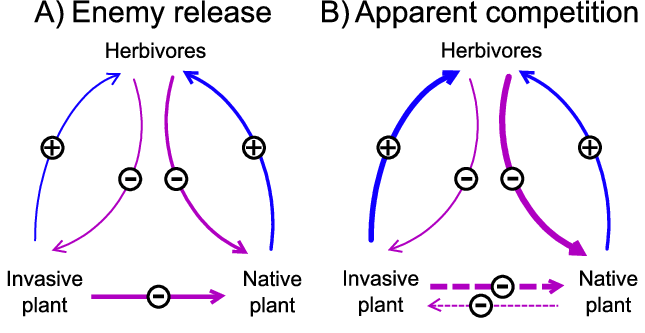 A) Enemy release
Herbivores
+
+
-
-
Invasive
plant
-
Native
plant
B) Apparent competition
Herbivores
+
+
-
-
Invasive
plant
-
-
Native
plant